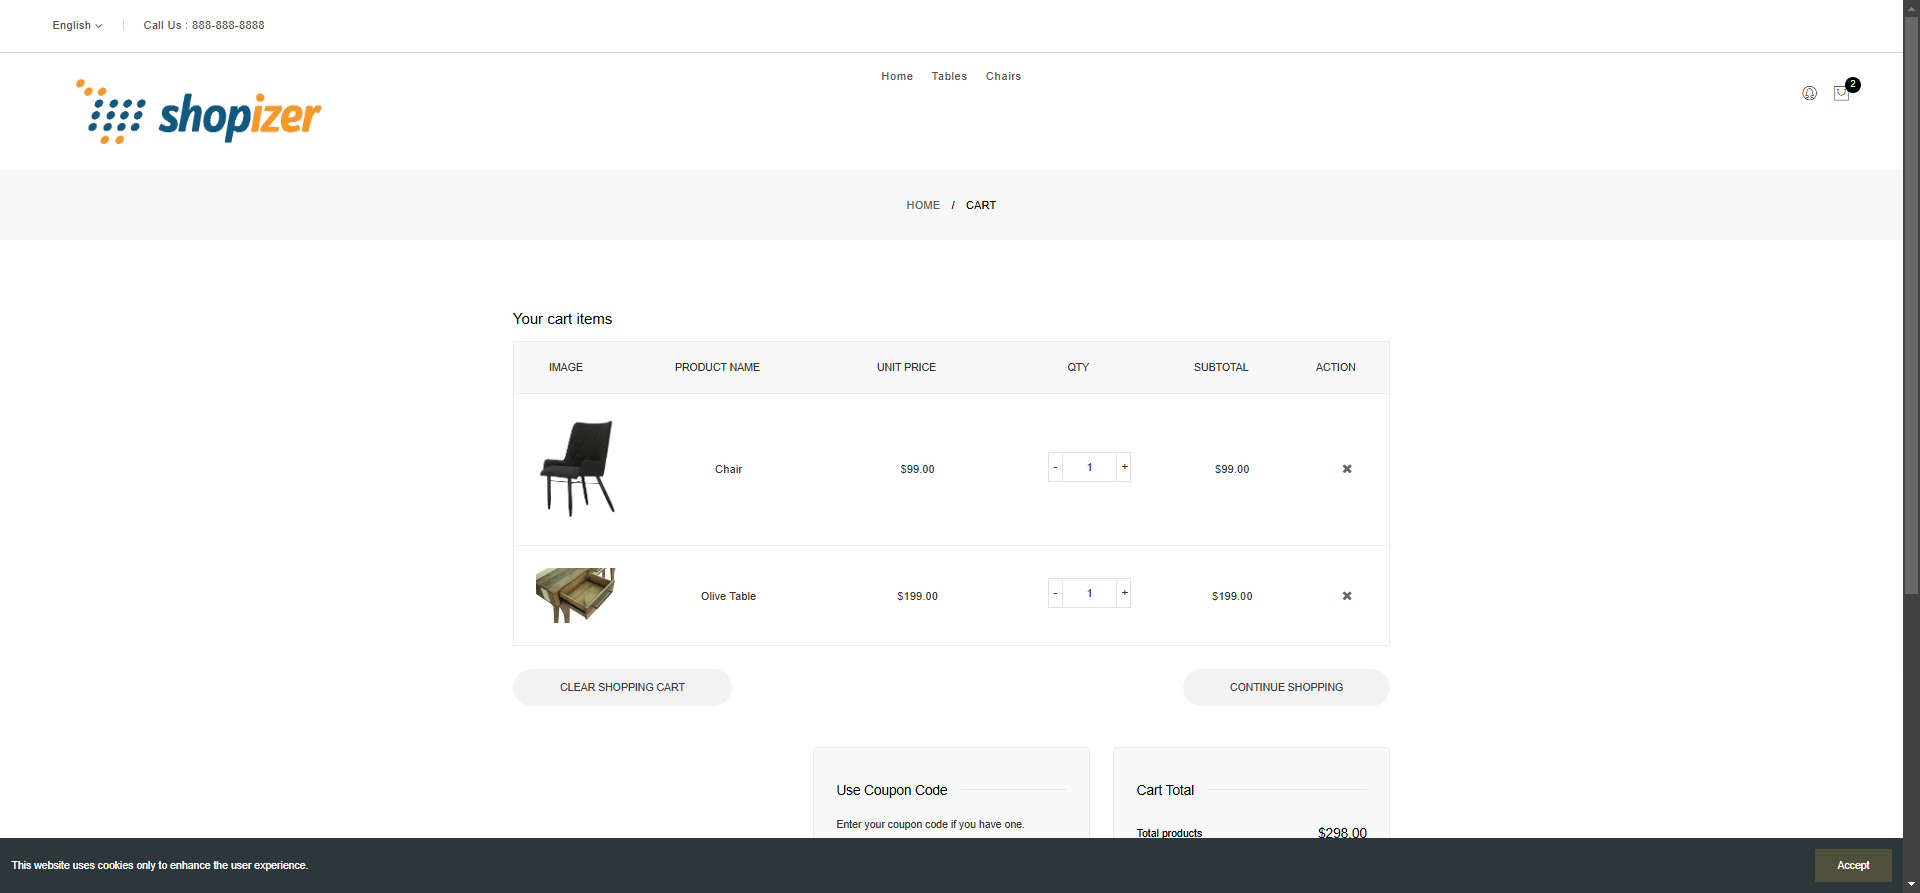 English
Call Us : 888-888-8888
shopizer
Home Tables Chairs
2
HOME / CART
Your cart items
IMAGE PRODUCT NAME UNIT PRICE QTY SUBTOTAL ACTION
Chair $99.00 - 1 + $99.00
Olive Table $199.00 - 1 + $199.00
CLEAR SHOPPING CART
CONTINUE SHOPPING
Use Coupon Code
Enter your coupon code if you have one.
Cart Total
Total products $298.00
This website uses cookies only to enhance the user experience.
Accept